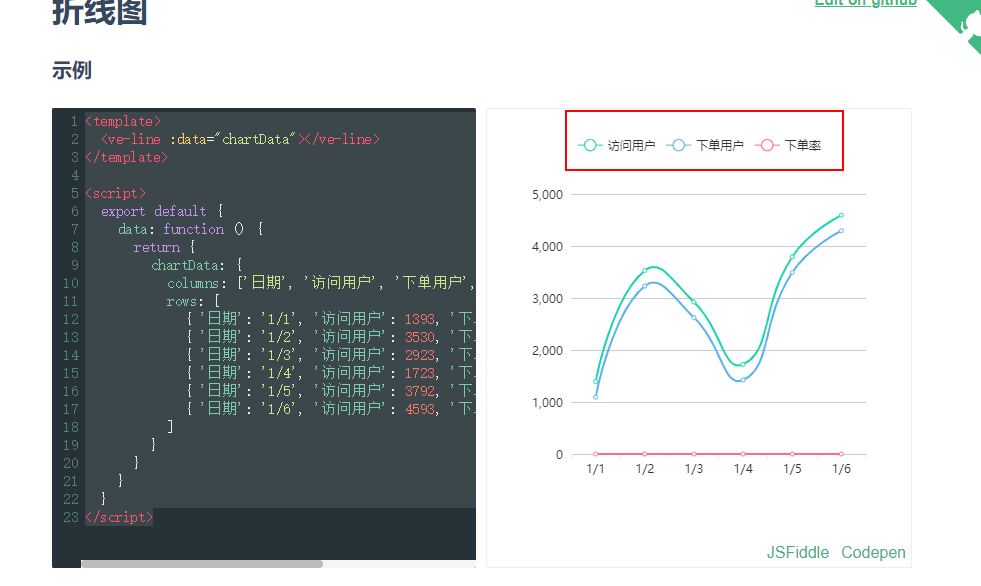 折线图
Edit on github
示例
1 <template>
2 <ve-line :data="chartData"></ve-line>
3 </template>
4
5 <script>
6 export default {
7 data: function () {
8 return {
9 chartData: {
10 columns: ['日期', '访问用户', '下单用户',
11 rows: [
12 { '日期': '1/1', '访问用户': 1393, '下
13 { '日期': '1/2', '访问用户': 3530, '下
14 { '日期': '1/3', '访问用户': 2923, '下
15 { '日期': '1/4', '访问用户': 1723, '下
16 { '日期': '1/5', '访问用户': 3792, '下
17 { '日期': '1/6', '访问用户': 4593, '下
18 ]
19 }
20 }
21 }
22 }
23 </script>
访问用户 下单用户 下单率
5,000
4,000
3,000
2,000
1,000
0
1/1 1/2 1/3 1/4 1/5 1/6
JSFiddle Codepen